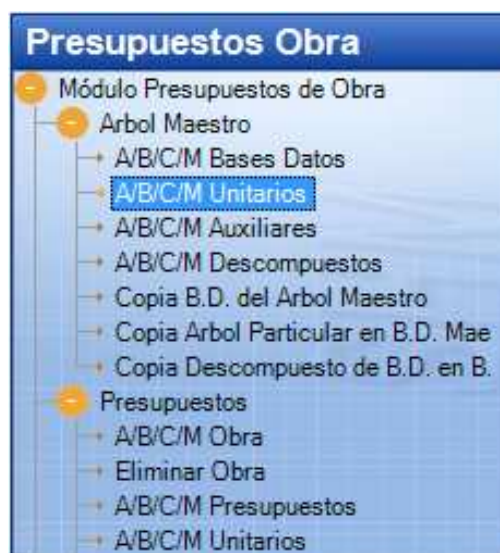 Presupuestos Obra
Módulo Presupuestos de Obra
Arbol Maestro
A/B/C/M Bases Datos
A/B/C/M Unitarios
A/B/C/M Auxiliares
A/B/C/M Descompuestos
Copia B.D. del Arbol Maestro
Copia Arbol Particular en B.D. Mae
Copia Descompuesto de B.D. en B.
Presupuestos
A/B/C/M Obra
Eliminar Obra
A/B/C/M Presupuestos
A/B/C/M Unitarios